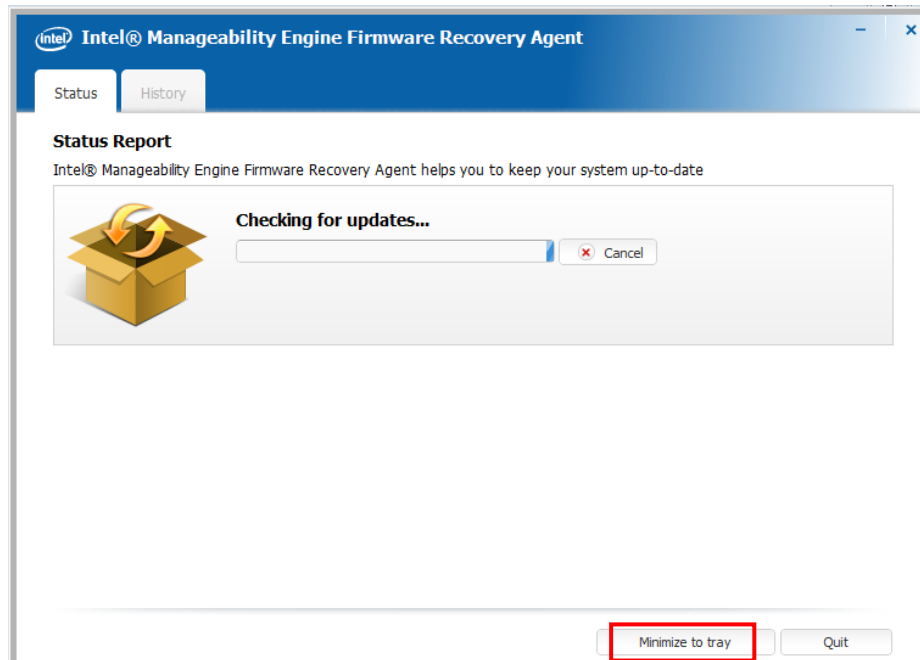 intel Intel® Manageability Engine Firmware Recovery Agent
Status History
Status Report
Intel® Manageability Engine Firmware Recovery Agent helps you to keep your system up-to-date
Checking for updates...
Cancel
Minimize to tray Quit